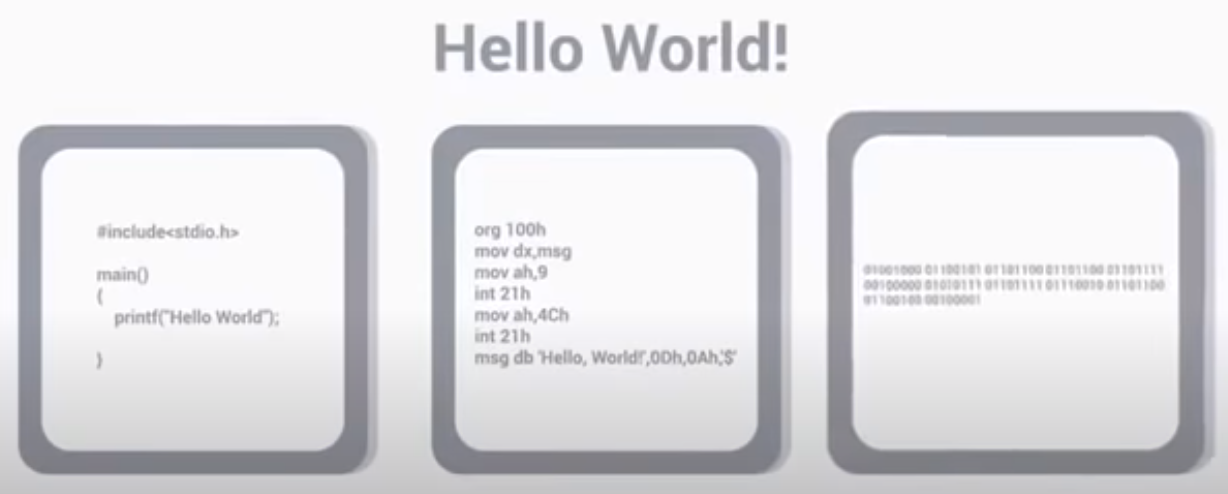 Hello World!
#include<stdio.h>
main()
{
printf("Hello World");
}
org 100h
mov dx,msg
mov ah,9
int 21h
mov ah,4Ch
int 21h
msg db 'Hello, World!',0Dh,0Ah,'$'
01001000 01100101 01101100 01101100 01101111
00100000 01010111 01101111 01110010 01101100
01100100 00100001